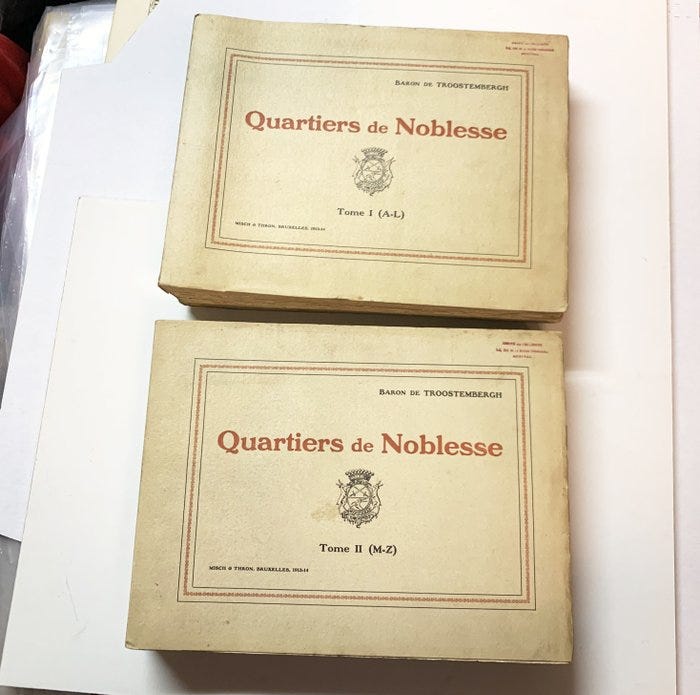 BARON DE TROOSTEMBERGH
Quartiers de Noblesse
Tome I (A-L)
MISCH & THRON, BRUXELLES, 1913-14
BARON DE TROOSTEMBERGH
Quartiers de Noblesse
Tome II (M-Z)
MISCH & THRON, BRUXELLES, 1913-14